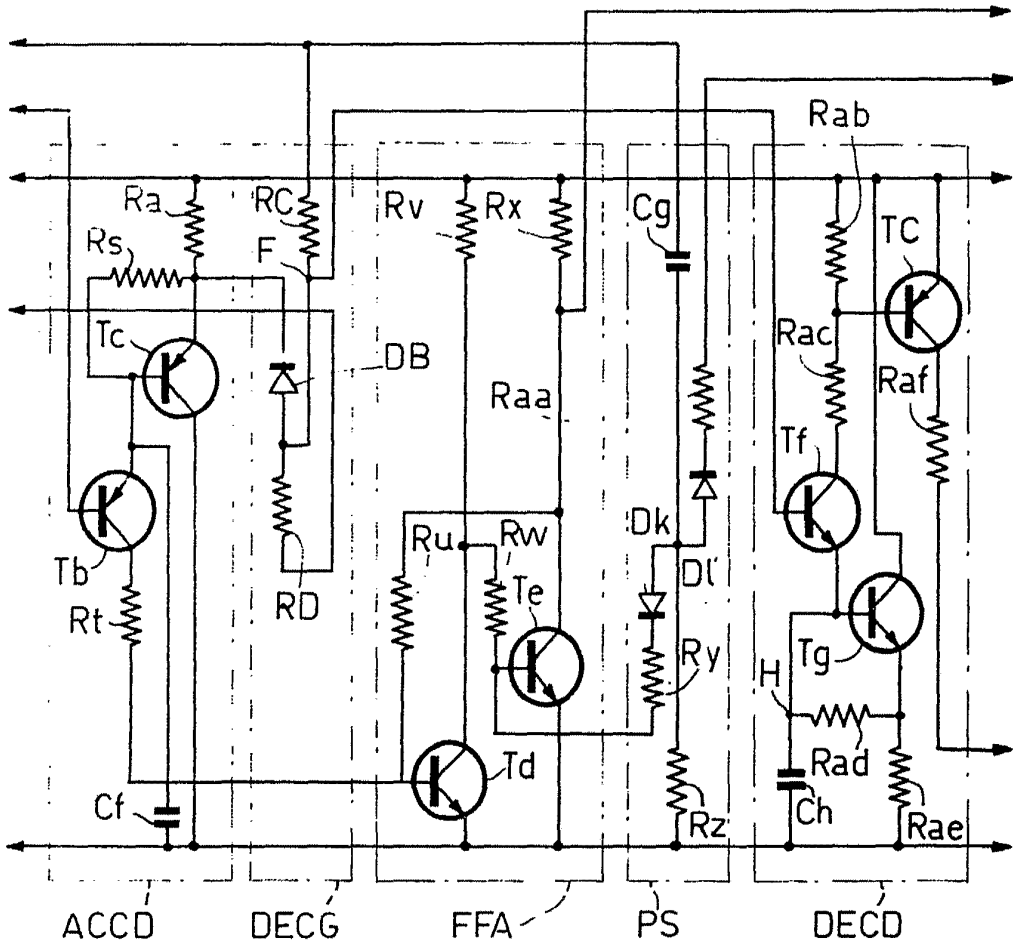 Rab
Ra
RC
Rv
Rx
Cg
TC
Rs
F
Tc
DB
Rac
Raf
Raa
Tf
Dk
Ru
Rw
Dl
Tb
Te
RD
Rt
Ry
Tg
H
Td
Rad
Cf
Rz
Ch
Rae
ACCD
DECG
FFA
PS
DECD